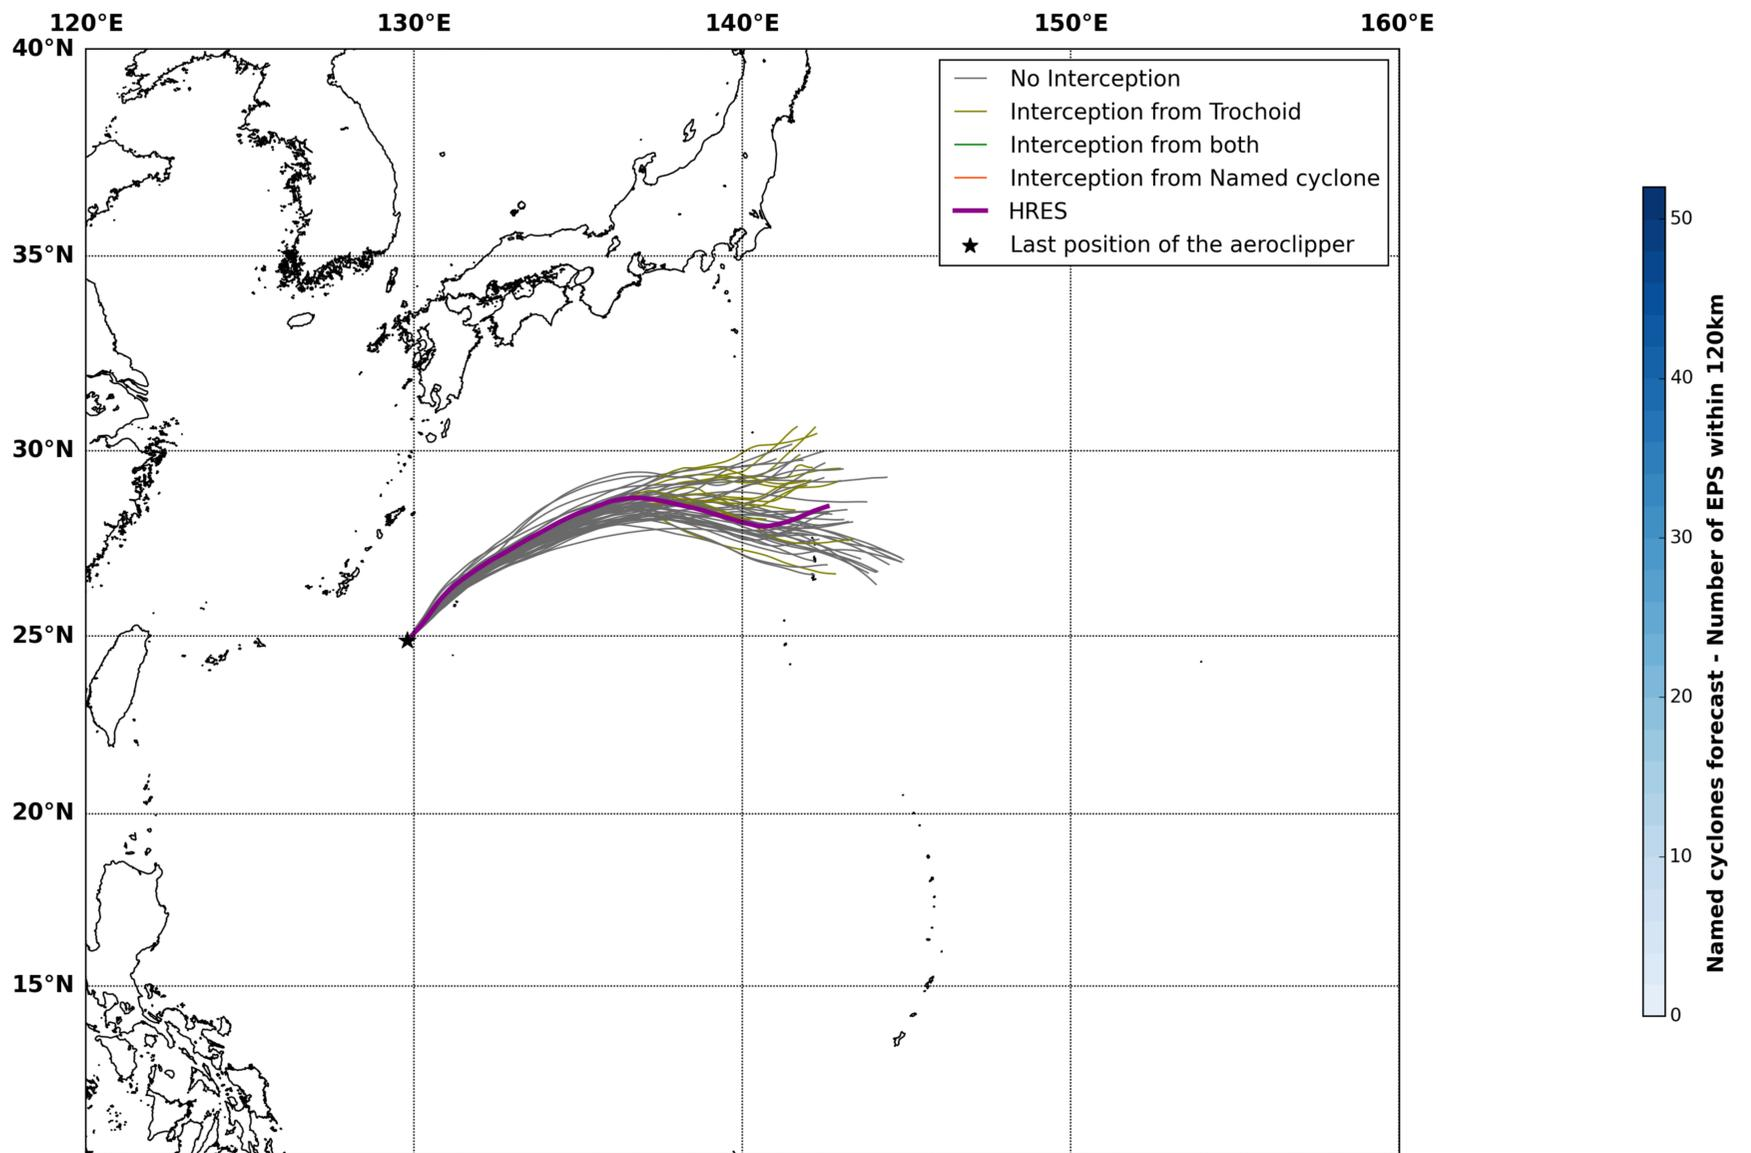 120°E 130°E 140°E 150°E 160°E
40°N
35°N
30°N
25°N
20°N
15°N
No Interception
Interception from Trochoid
Interception from both
Interception from Named cyclone
HRES
Last position of the aeroclipper
50
40
30
20
10
0
Named cyclones forecast - Number of EPS within 120km